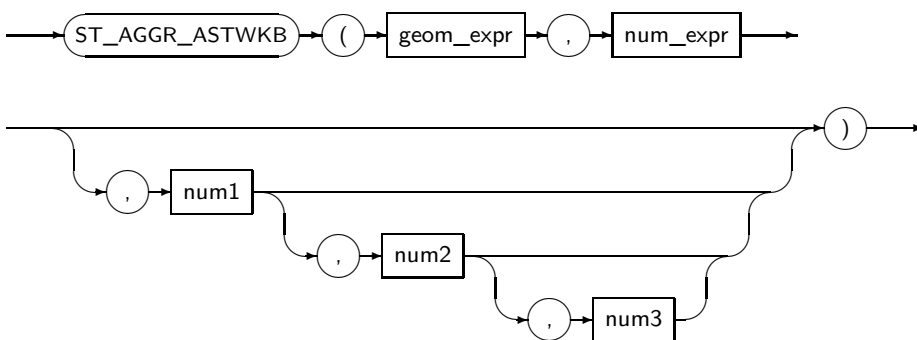 ST_AGGR_ASTWKB ( geom_expr , num_expr
)
, num1
, num2
, num3